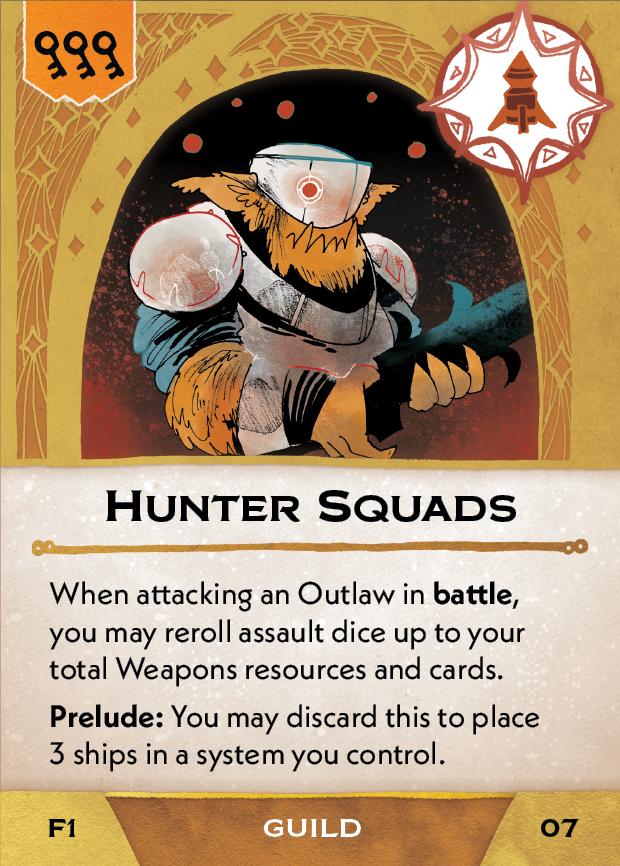 HUNTER SQUADS
When attacking an Outlaw in battle,
you may reroll assault dice up to your
total Weapons resources and cards.
Prelude: You may discard this to place
3 ships in a system you control.
F1 GUILD 07